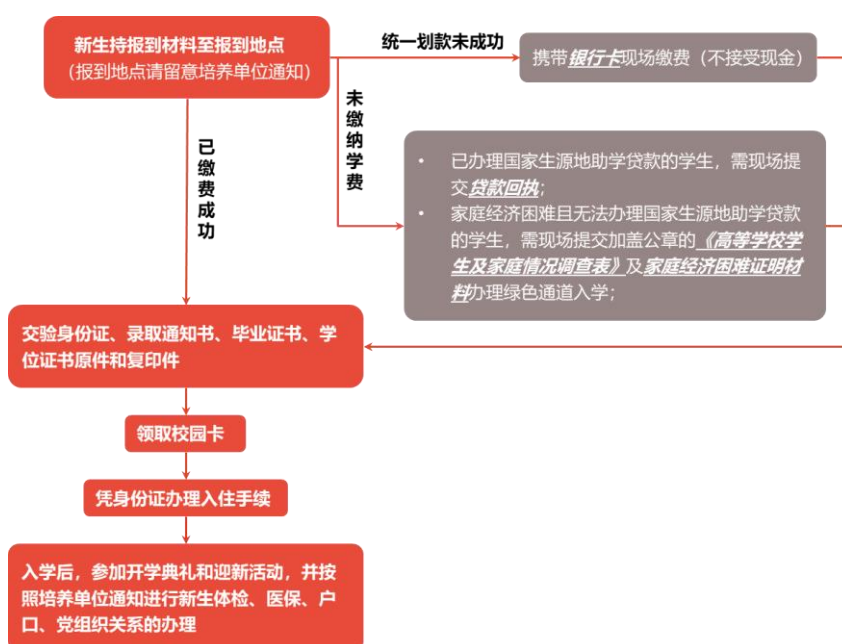 新生持报到材料至报到地点
（报到地点请留意培养单位通知）
统一划款未成功
携带银行卡现场缴费（不接受现金）
未缴纳学费
已缴费成功
• 已办理国家生源地助学贷款的学生，需现场提
交贷款回执；
• 家庭经济困难且无法办理国家生源地助学贷款
的学生，需现场提交加盖公章的《高等学校学
生及家庭情况调查表》及家庭经济困难证明材
料办理绿色通道入学；
交验身份证、录取通知书、毕业证书、学
位证书原件和复印件
领取校园卡
凭身份证办理入住手续
入学后，参加开学典礼和迎新活动，并按
照培养单位通知进行新生体检、医保、户
口、党组织关系的办理